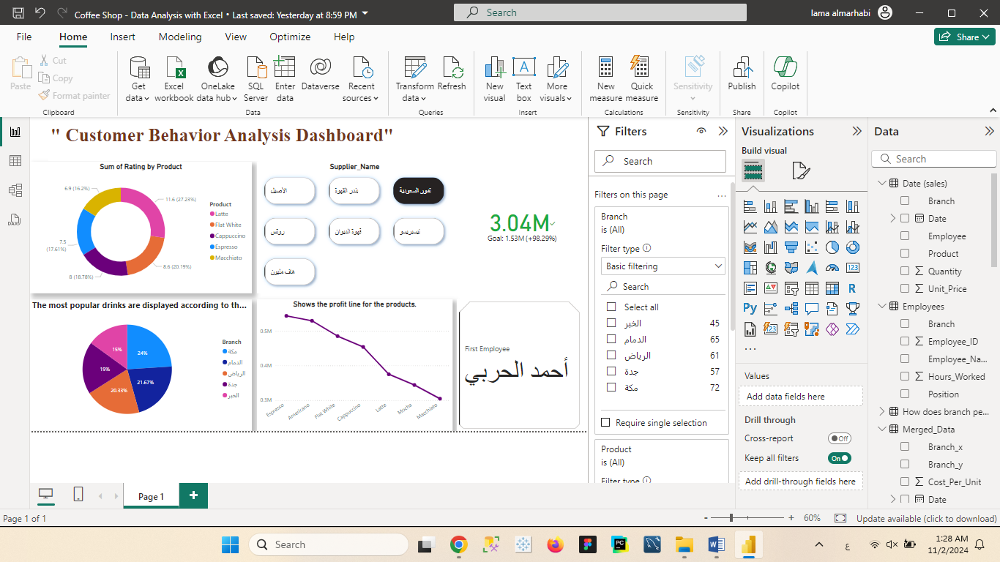 Coffee Shop - Data Analysis with Excel • Last saved: Yesterday at 8:59 PM
Search
lama almarhabi
File
Home
Insert
Modeling
View
Optimize
Help
Share
Paste
Cut
Copy
Format painter
Clipboard
Get data
Excel workbook
OneLake data hub
SQL Server
Enter data
Dataverse
Recent sources
Data
Transform data
Refresh
Queries
New visual
Text box
More visuals
Insert
New measure
Quick measure
Calculations
Sensitivity
Sensitivity
Publish
Share
Copilot
Copilot
" Customer Behavior Analysis Dashboard"
Sum of Rating by Product
6.9 (16.2%)
11.6 (27.23%)
7.5
(17.61%)
8 (18.78%)
8.6 (20.19%)
Product
Latte
Flat White
Cappuccino
Espresso
Macchiato
Supplier_Name
الأصيل
بندر القهوة
تمور السعودية
روتس
قهوة الديوان
نيسبريسو
هاف مليون
3.04M
Goal: 1.53M (+98.29%)
The most popular drinks are displayed according to th...
15%
24%
19%
21.67%
20.33%
Branch
مكة
الدمام
الرياض
جدة
الخبر
Shows the profit line for the products.
0.5M
0.4M
0.3M
Espresso
Americano
Flat White
Cappuccino
Latte
Mocha
Macchiato
First Employee
أحمد الحربي
Filters
Search
Filters on this page
...
Branch
is (All)
Filter type
Basic filtering
Search
Select all
الخبر 45
الدمام 65
الرياض 61
جدة 57
مكة 72
Require single selection
Product
is (All)
Filter type
Visualizations
Build visual
123
R
Py
123
...
Values
Add data fields here
Drill through
Cross-report
Off
Keep all filters
On
Add drill-through fields here
Data
Search
Date (sales)
Branch
Date
Employee
Product
Quantity
Unit_Price
Employees
Branch
Employee_ID
Employee_Na...
Hours_Worked
Position
How does branch pe...
Merged_Data
Branch_x
Branch_y
Cost_Per_Unit
Date
DAX
Page 1
Page 1 of 1
- + 60%
Update available (click to download)
Search
PC
W
ع
1:28 AM
11/2/2024